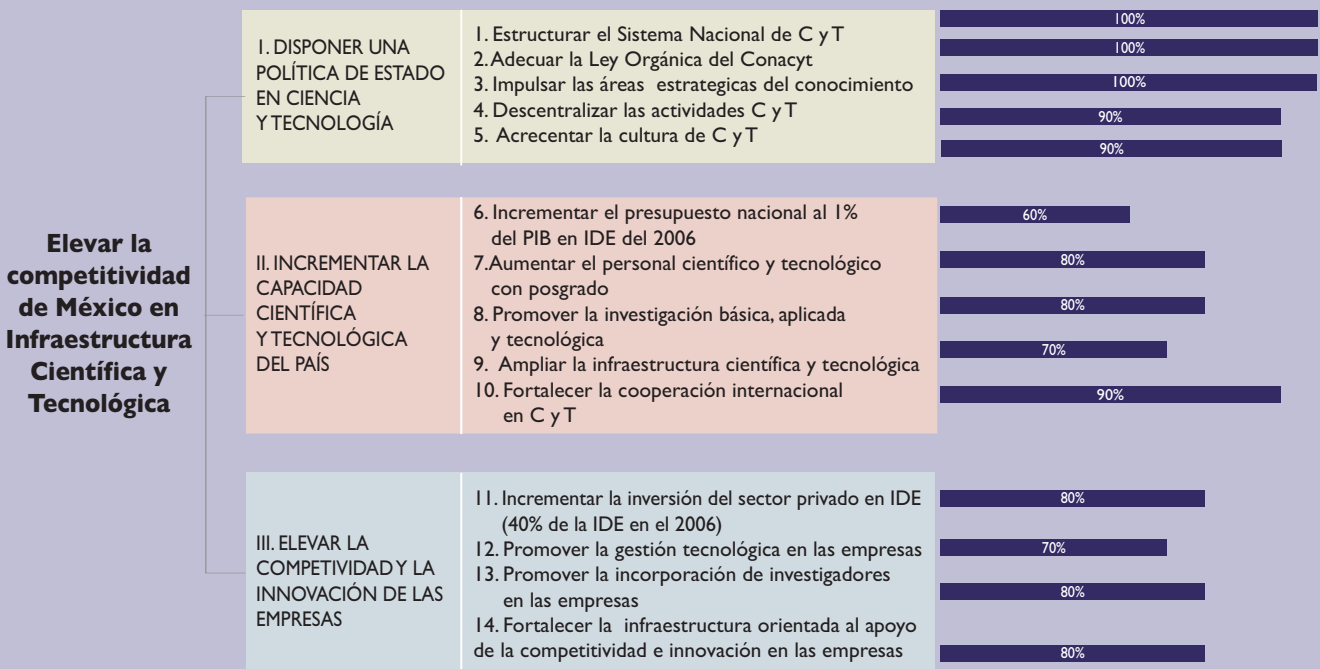 Elevar la
competitividad
de México en
Infraestructura
Científica y
Tecnológica
I. DISPONER UNA
POLÍTICA DE ESTADO
EN CIENCIA
Y TECNOLOGÍA
1. Estructurar el Sistema Nacional de C y T
2. Adecuar la Ley Orgánica del Conacyt
3. Impulsar las áreas estrategicas del conocimiento
4. Descentralizar las actividades C y T
5. Acrecentar la cultura de C y T
100%
100%
100%
90%
90%
II. INCREMENTAR LA
CAPACIDAD
CIENTÍFICA
Y TECNOLÓGICA
DEL PAÍS
6. Incrementar el presupuesto nacional al 1%
del PIB en IDE del 2006
7. Aumentar el personal científico y tecnológico
con posgrado
8. Promover la investigación básica, aplicada
y tecnológica
9. Ampliar la infraestructura científica y tecnológica
10. Fortalecer la cooperación internacional
en C y T
60%
80%
80%
70%
90%
III. ELEVAR LA
COMPETIVIDAD Y LA
INNOVACIÓN DE LAS
EMPRESAS
11. Incrementar la inversión del sector privado en IDE
(40% de la IDE en el 2006)
12. Promover la gestión tecnológica en las empresas
13. Promover la incorporación de investigadores
en las empresas
14. Fortalecer la infraestructura orientada al apoyo
de la competitividad e innovación en las empresas
80%
70%
80%
80%